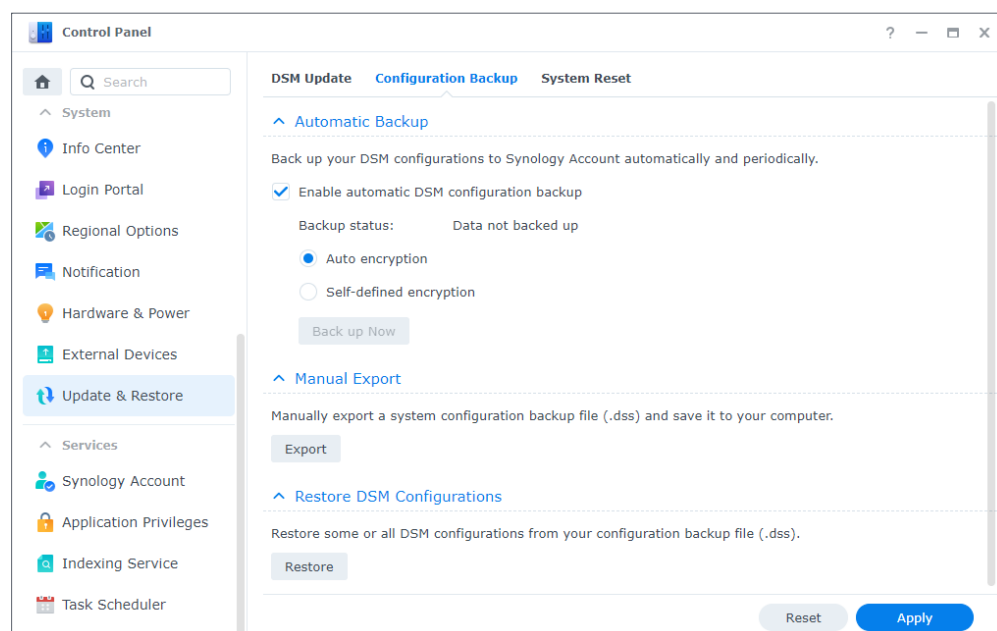 Control Panel
?
Search
System
Info Center
Login Portal
Regional Options
Notification
Hardware & Power
External Devices
Update & Restore
Services
Synology Account
Application Privileges
Indexing Service
Task Scheduler
DSM Update Configuration Backup System Reset
Automatic Backup
Back up your DSM configurations to Synology Account automatically and periodically.
Enable automatic DSM configuration backup
Backup status: Data not backed up
Auto encryption
Self-defined encryption
Back up Now
Manual Export
Manually export a system configuration backup file (.dss) and save it to your computer.
Export
Restore DSM Configurations
Restore some or all DSM configurations from your configuration backup file (.dss).
Restore
Reset Apply